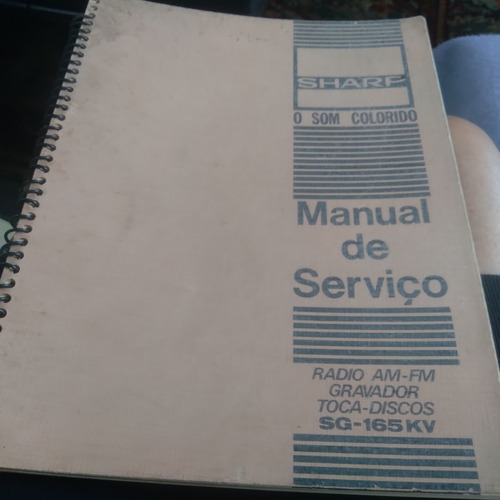 SHARP
O SOM COLORIDO
Manual
de
Serviço
RADIO AM-FM
GRAVADOR
TOCA-DISCOS
SG-165KV